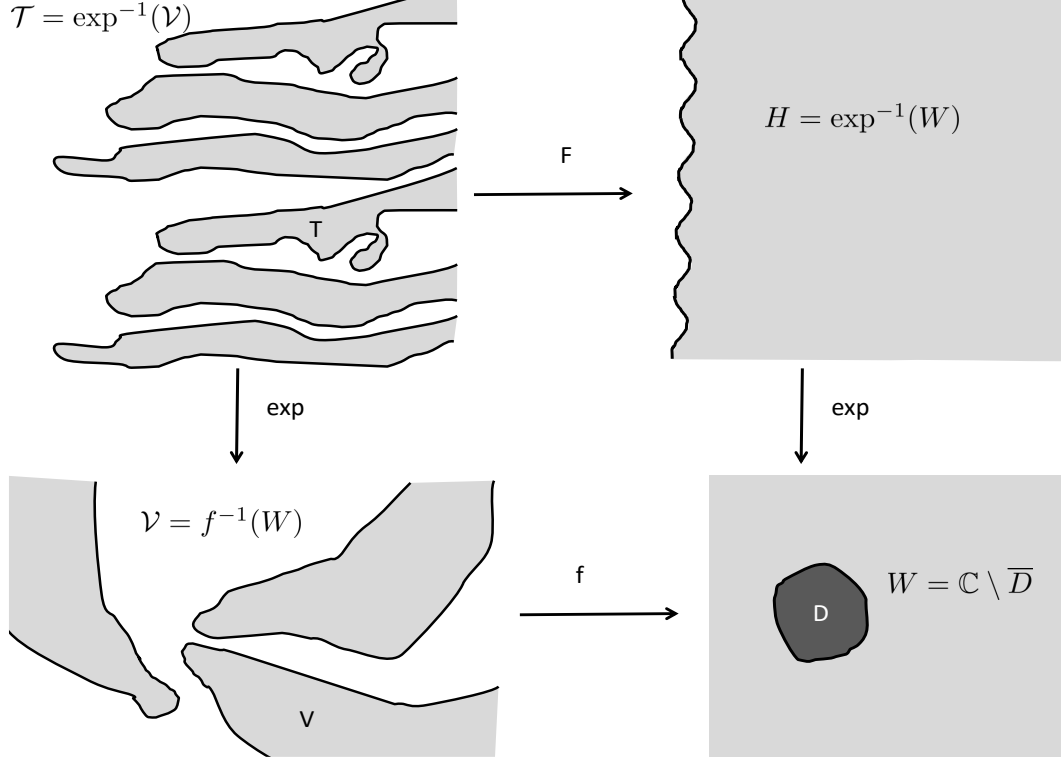 𝒯 = exp⁻¹(𝒱)
H = exp⁻¹(W)
F
T
exp
exp
𝒱 = f⁻¹(W)
f
W = ℂ \ D̅
D
V